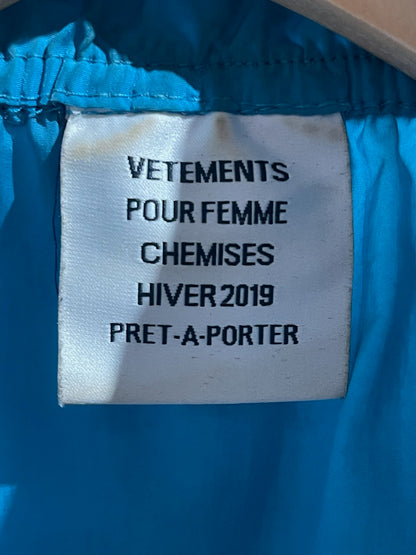 VETEMENTS
POUR FEMME
CHEMISES
HIVER 2019
PRET-A-PORTER